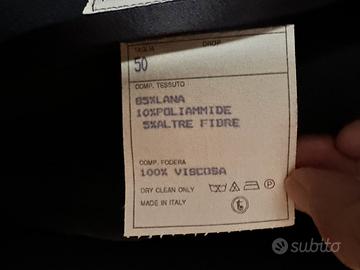 TAGLIA DROP
50
COMP. TESSUTO
85%LANA
10%POLIAMMIDE
5%ALTRE FIBRE
COMP. FODERA
100% VISCOSA
DRY CLEAN ONLY
MADE IN ITALY
subito